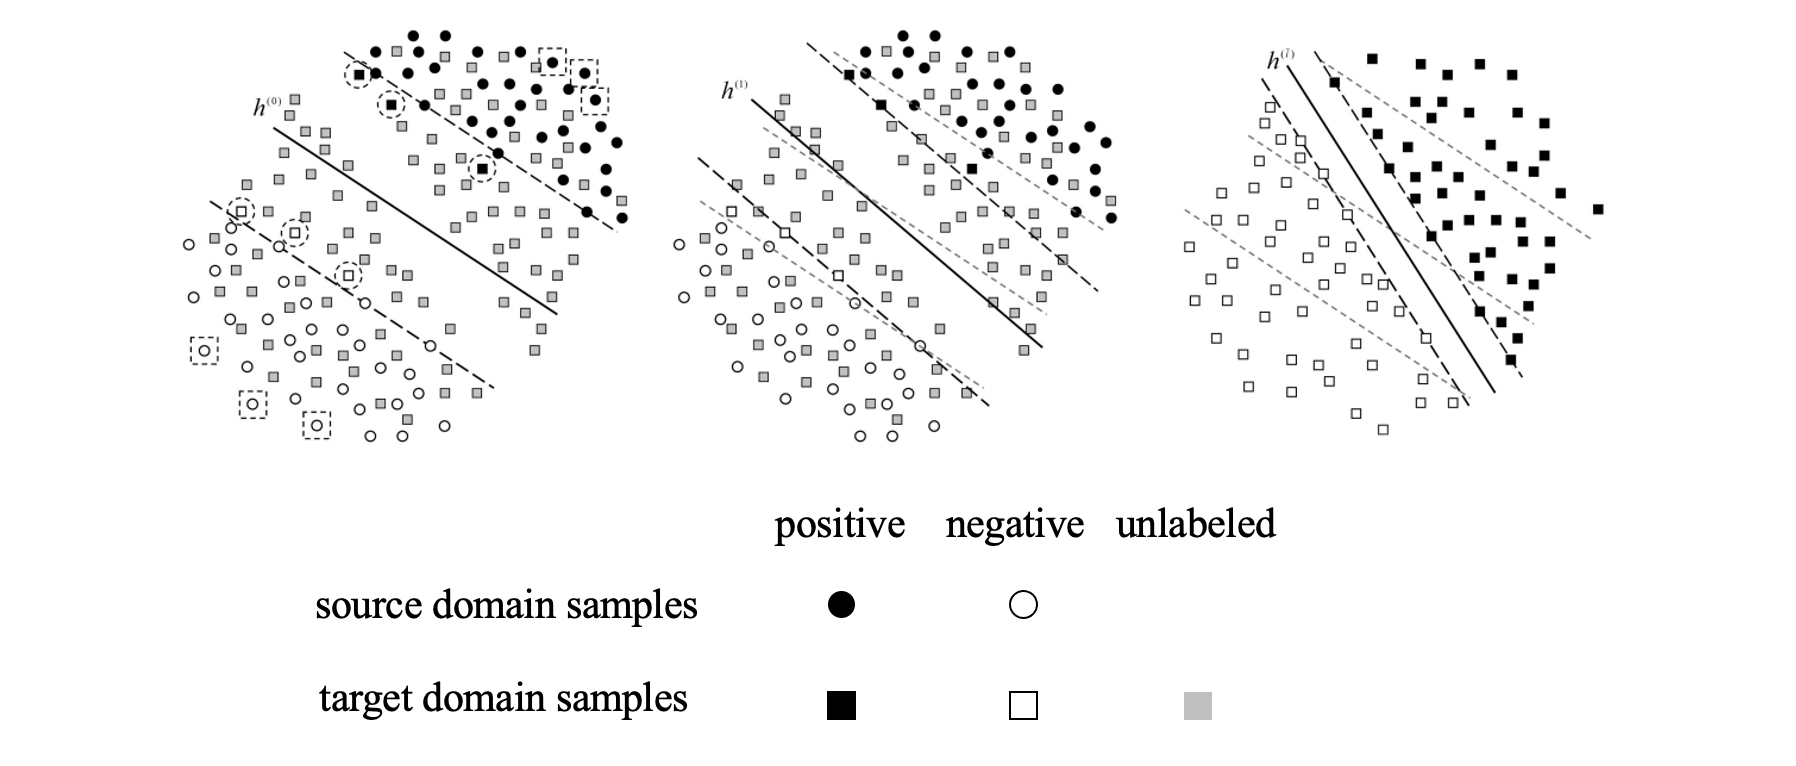 h⁽⁰⁾
h⁽¹⁾
h⁽ˡ⁾
positive negative unlabeled
source domain samples
target domain samples